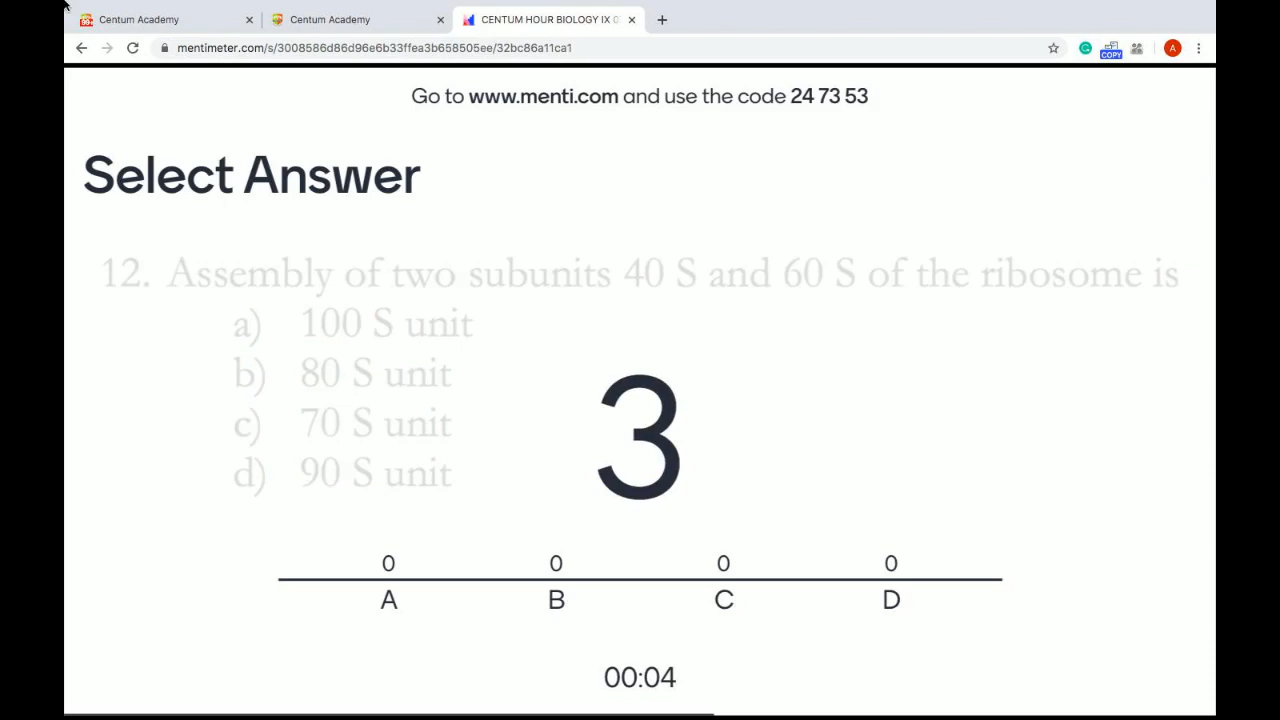 Centum Academy
Centum Academy
CENTUM HOUR BIOLOGY IX
mentimeter.com/s/3008586d86d96e6b33ffea3b658505ee/32bc86a11ca1
COPY
A
Go to www.menti.com and use the code 24 73 53
Select Answer
12. Assembly of two subunits 40 S and 60 S of the ribosome is
a) 100 S unit
b) 80 S unit
c) 70 S unit
d) 90 S unit
3
0 0 0 0
A B C D
00:04